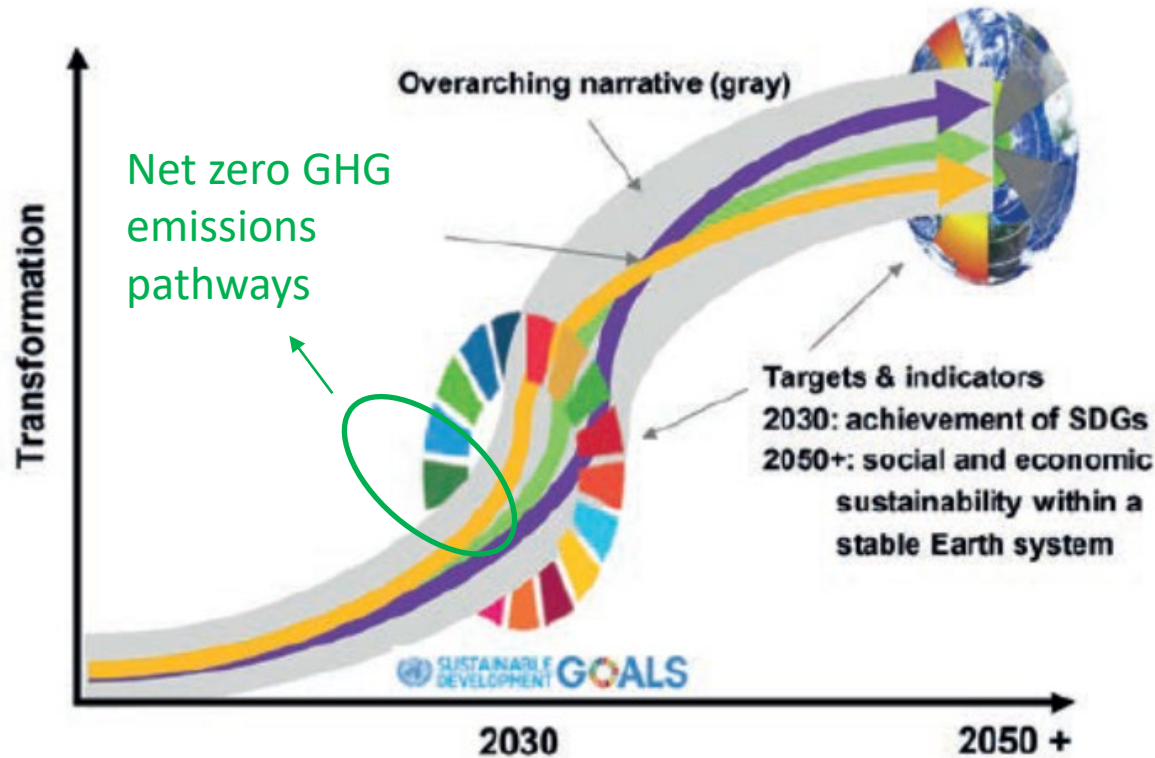 Overarching narrative (gray)
Net zero GHG
emissions
pathways
Transformation
Targets & indicators
2030: achievement of SDGs
2050+: social and economic
sustainability within a
stable Earth system
SUSTAINABLE
DEVELOPMENT GOALS
2030
2050 +